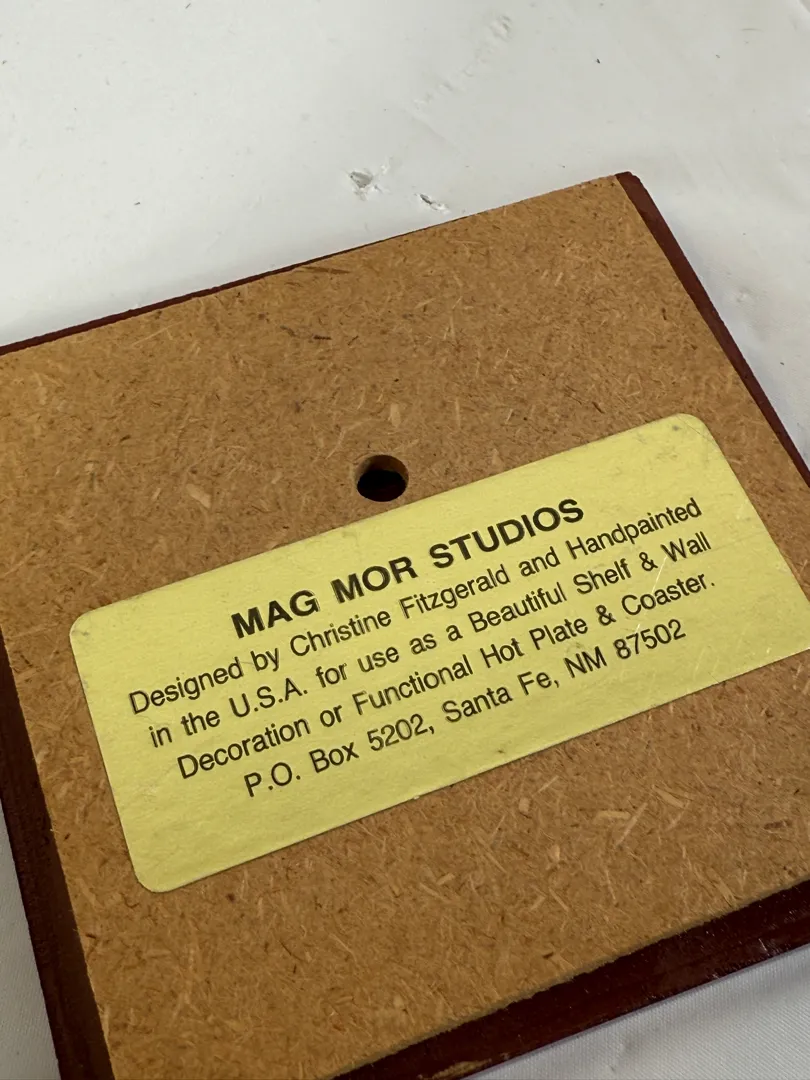 MAG MOR STUDIOS
Designed by Christine Fitzgerald and Handpainted
in the U.S.A. for use as a Beautiful Shelf & Wall
Decoration or Functional Hot Plate & Coaster.
P.O. Box 5202, Santa Fe, NM 87502